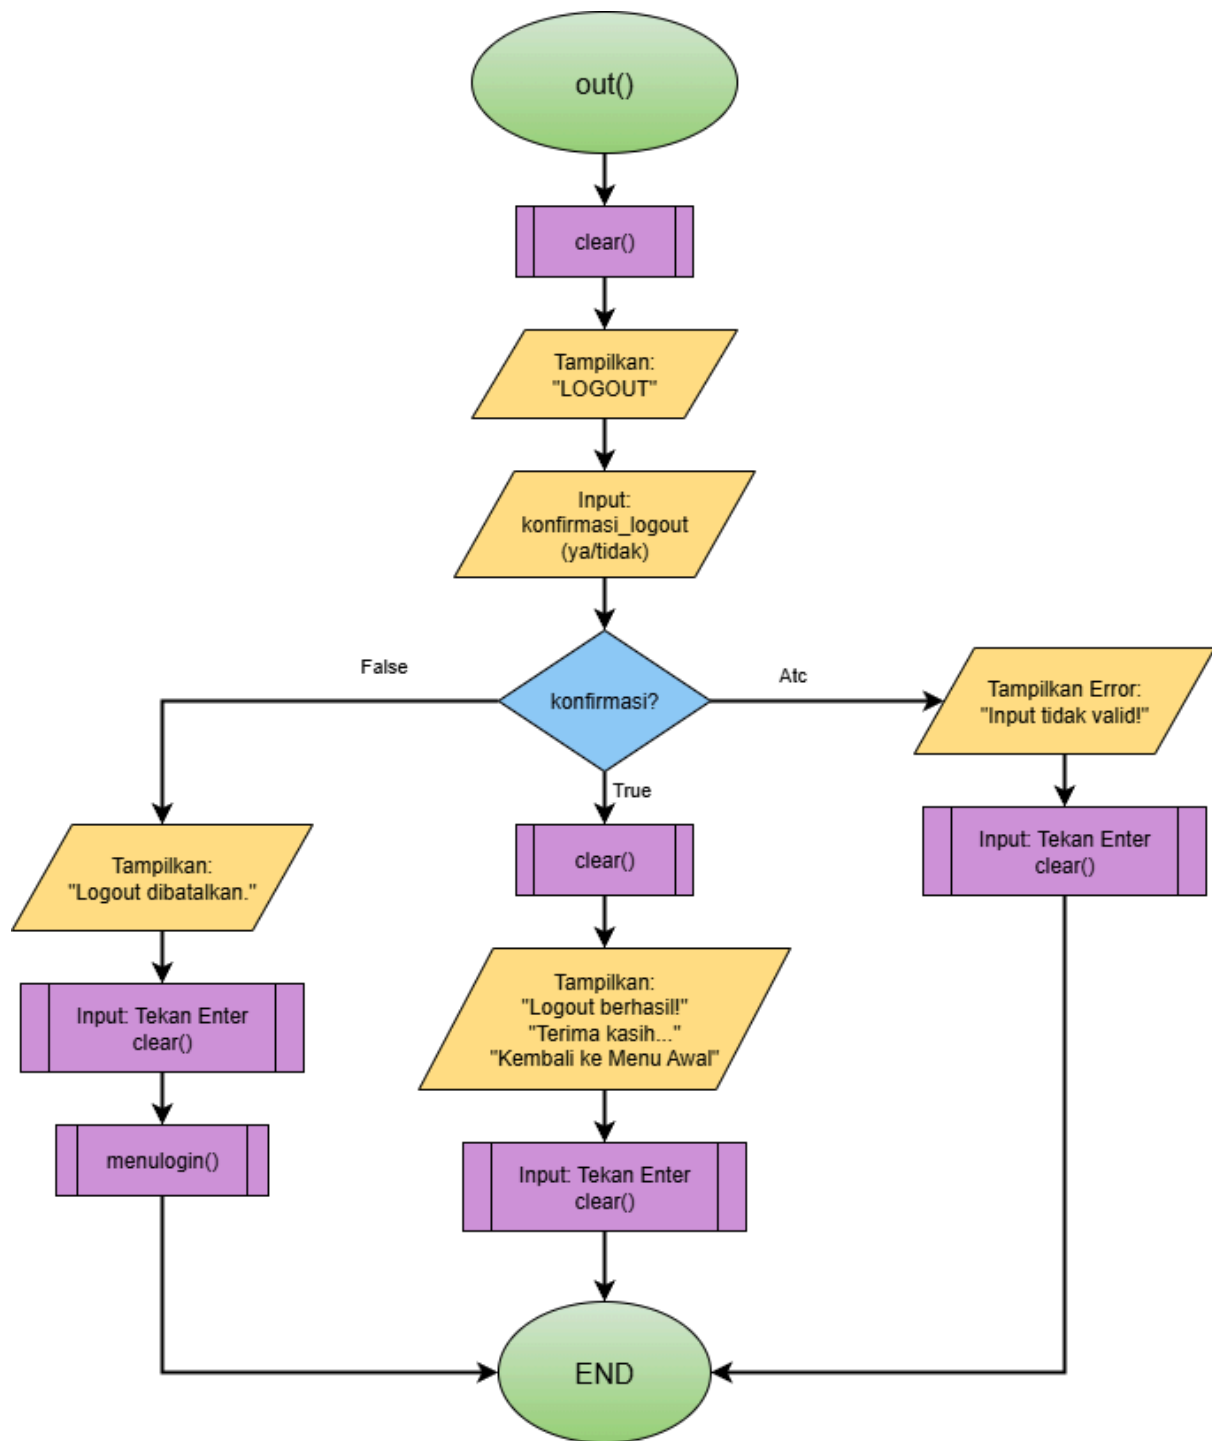 out()
clear()
Tampilkan:
"LOGOUT"
Input:
konfirmasi_logout
(ya/tidak)
konfirmasi?
False
Atc
True
Tampilkan Error:
"Input tidak valid!"
Input: Tekan Enter
clear()
Tampilkan:
"Logout dibatalkan."
Input: Tekan Enter
clear()
menulogin()
clear()
Tampilkan:
"Logout berhasil!"
"Terima kasih..."
"Kembali ke Menu Awal"
Input: Tekan Enter
clear()
END